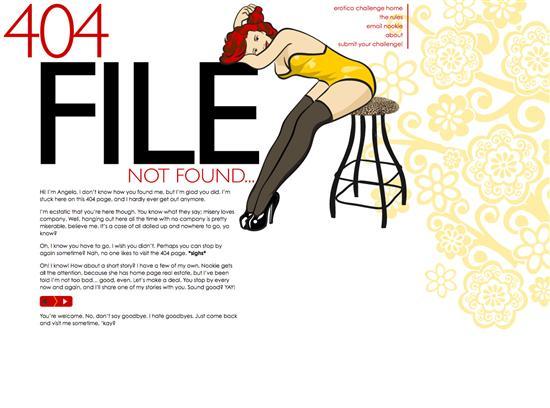 404
erotica challenge home
the rules
email nookie
about
submit your challenge!
FILE
NOT FOUND...
Hi! I'm Angela. I don't know how you found me, but I'm glad you did. I'm
stuck here on this 404 page, and I hardly ever get out anymore.
I'm ecstatic that you're here though. You know what they say; misery loves
company. Well, hanging out here all the time with no company is pretty
miserable, believe me. It's a case of all dolled up and nowhere to go, ya
know?
Oh, I know you have to go. I wish you didn't. Perhaps you can stop by
again sometime? Nah, no one likes to visit the 404 page. *sighs*
Oh! I know! How about a short story? I have a few of my own. Nookie gets
all the attention, because she has home page real estate, but I've been
told I'm not too bad... good, even. Let's make a deal. You stop by every
now and again, and I'll share one of my stories with you. Sound good? YAY!
You're welcome. No, don't say goodbye. I hate goodbyes. Just come back
and visit me sometime, 'kay?